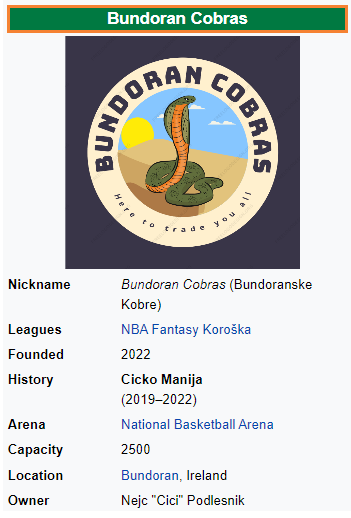 Bundoran Cobras
BUNDORAN COBRAS
Here to trade you all
Nickname Bundoran Cobras (Bundoranske
Kobre)
Leagues NBA Fantasy Koroška
Founded 2022
History Cicko Manija
(2019–2022)
Arena National Basketball Arena
Capacity 2500
Location Bundoran, Ireland
Owner Nejc "Cici" Podlesnik